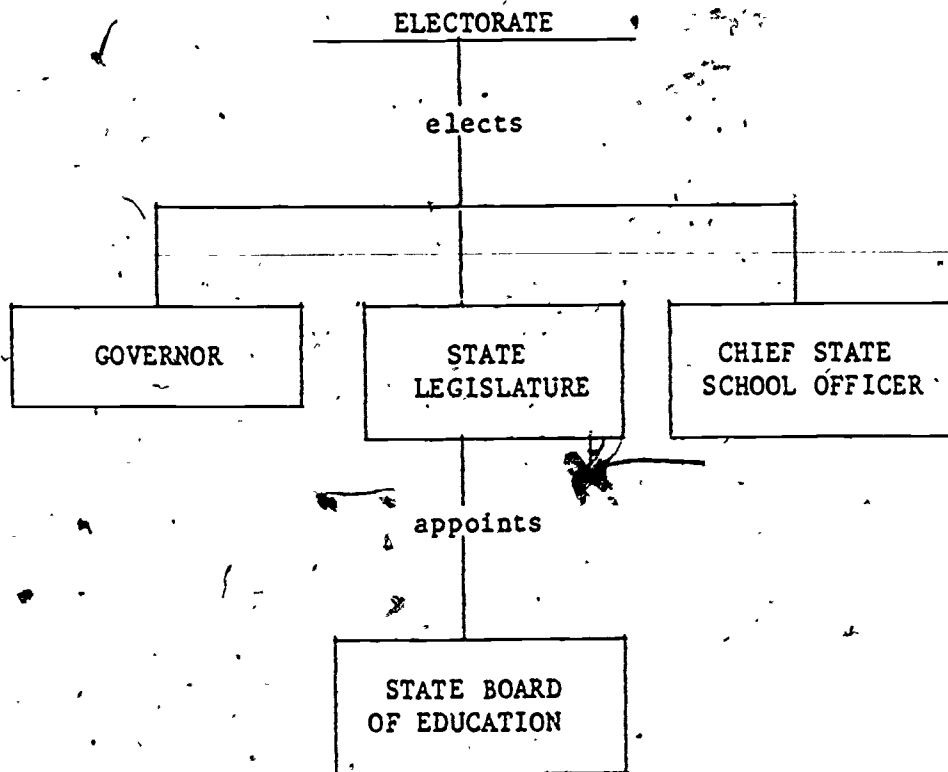 ELECTORATE
elects
GOVERNOR
STATE
LEGISLATURE
CHIEF STATE
SCHOOL OFFICER
appoints
STATE BOARD
OF EDUCATION